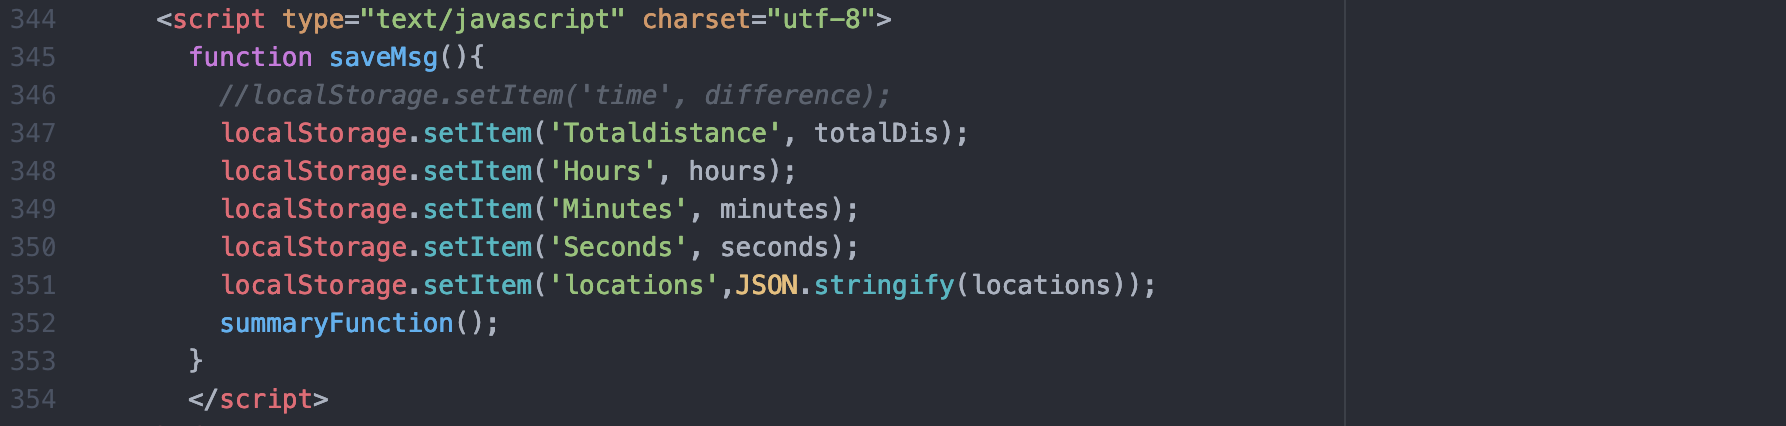 344 <script type="text/javascript" charset="utf-8">
345 function saveMsg(){
346 //localStorage.setItem('time', difference);
347 localStorage.setItem('Totaldistance', totalDis);
348 localStorage.setItem('Hours', hours);
349 localStorage.setItem('Minutes', minutes);
350 localStorage.setItem('Seconds', seconds);
351 localStorage.setItem('locations',JSON.stringify(locations));
352 summaryFunction();
353 }
354 </script>